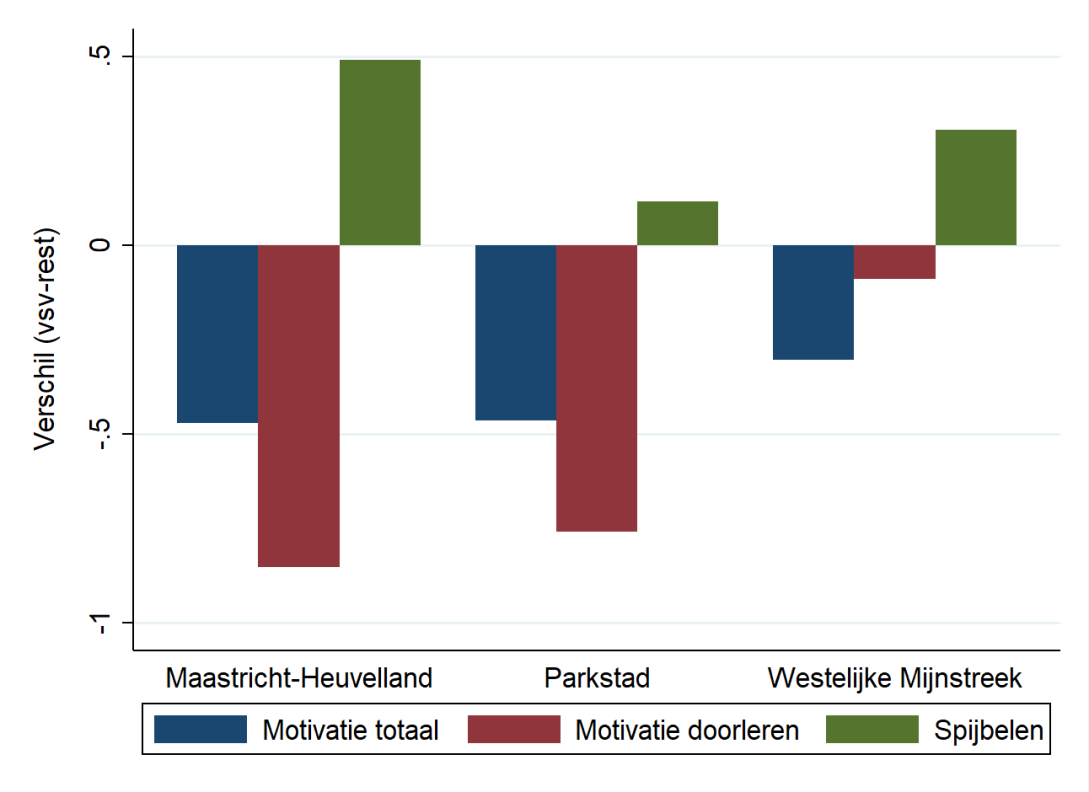 Verschil (vsv-rest)
.5
0
-.5
-1
Maastricht-Heuvelland Parkstad Westelijke Mijnstreek
Motivatie totaal Motivatie doorleren Spijbelen